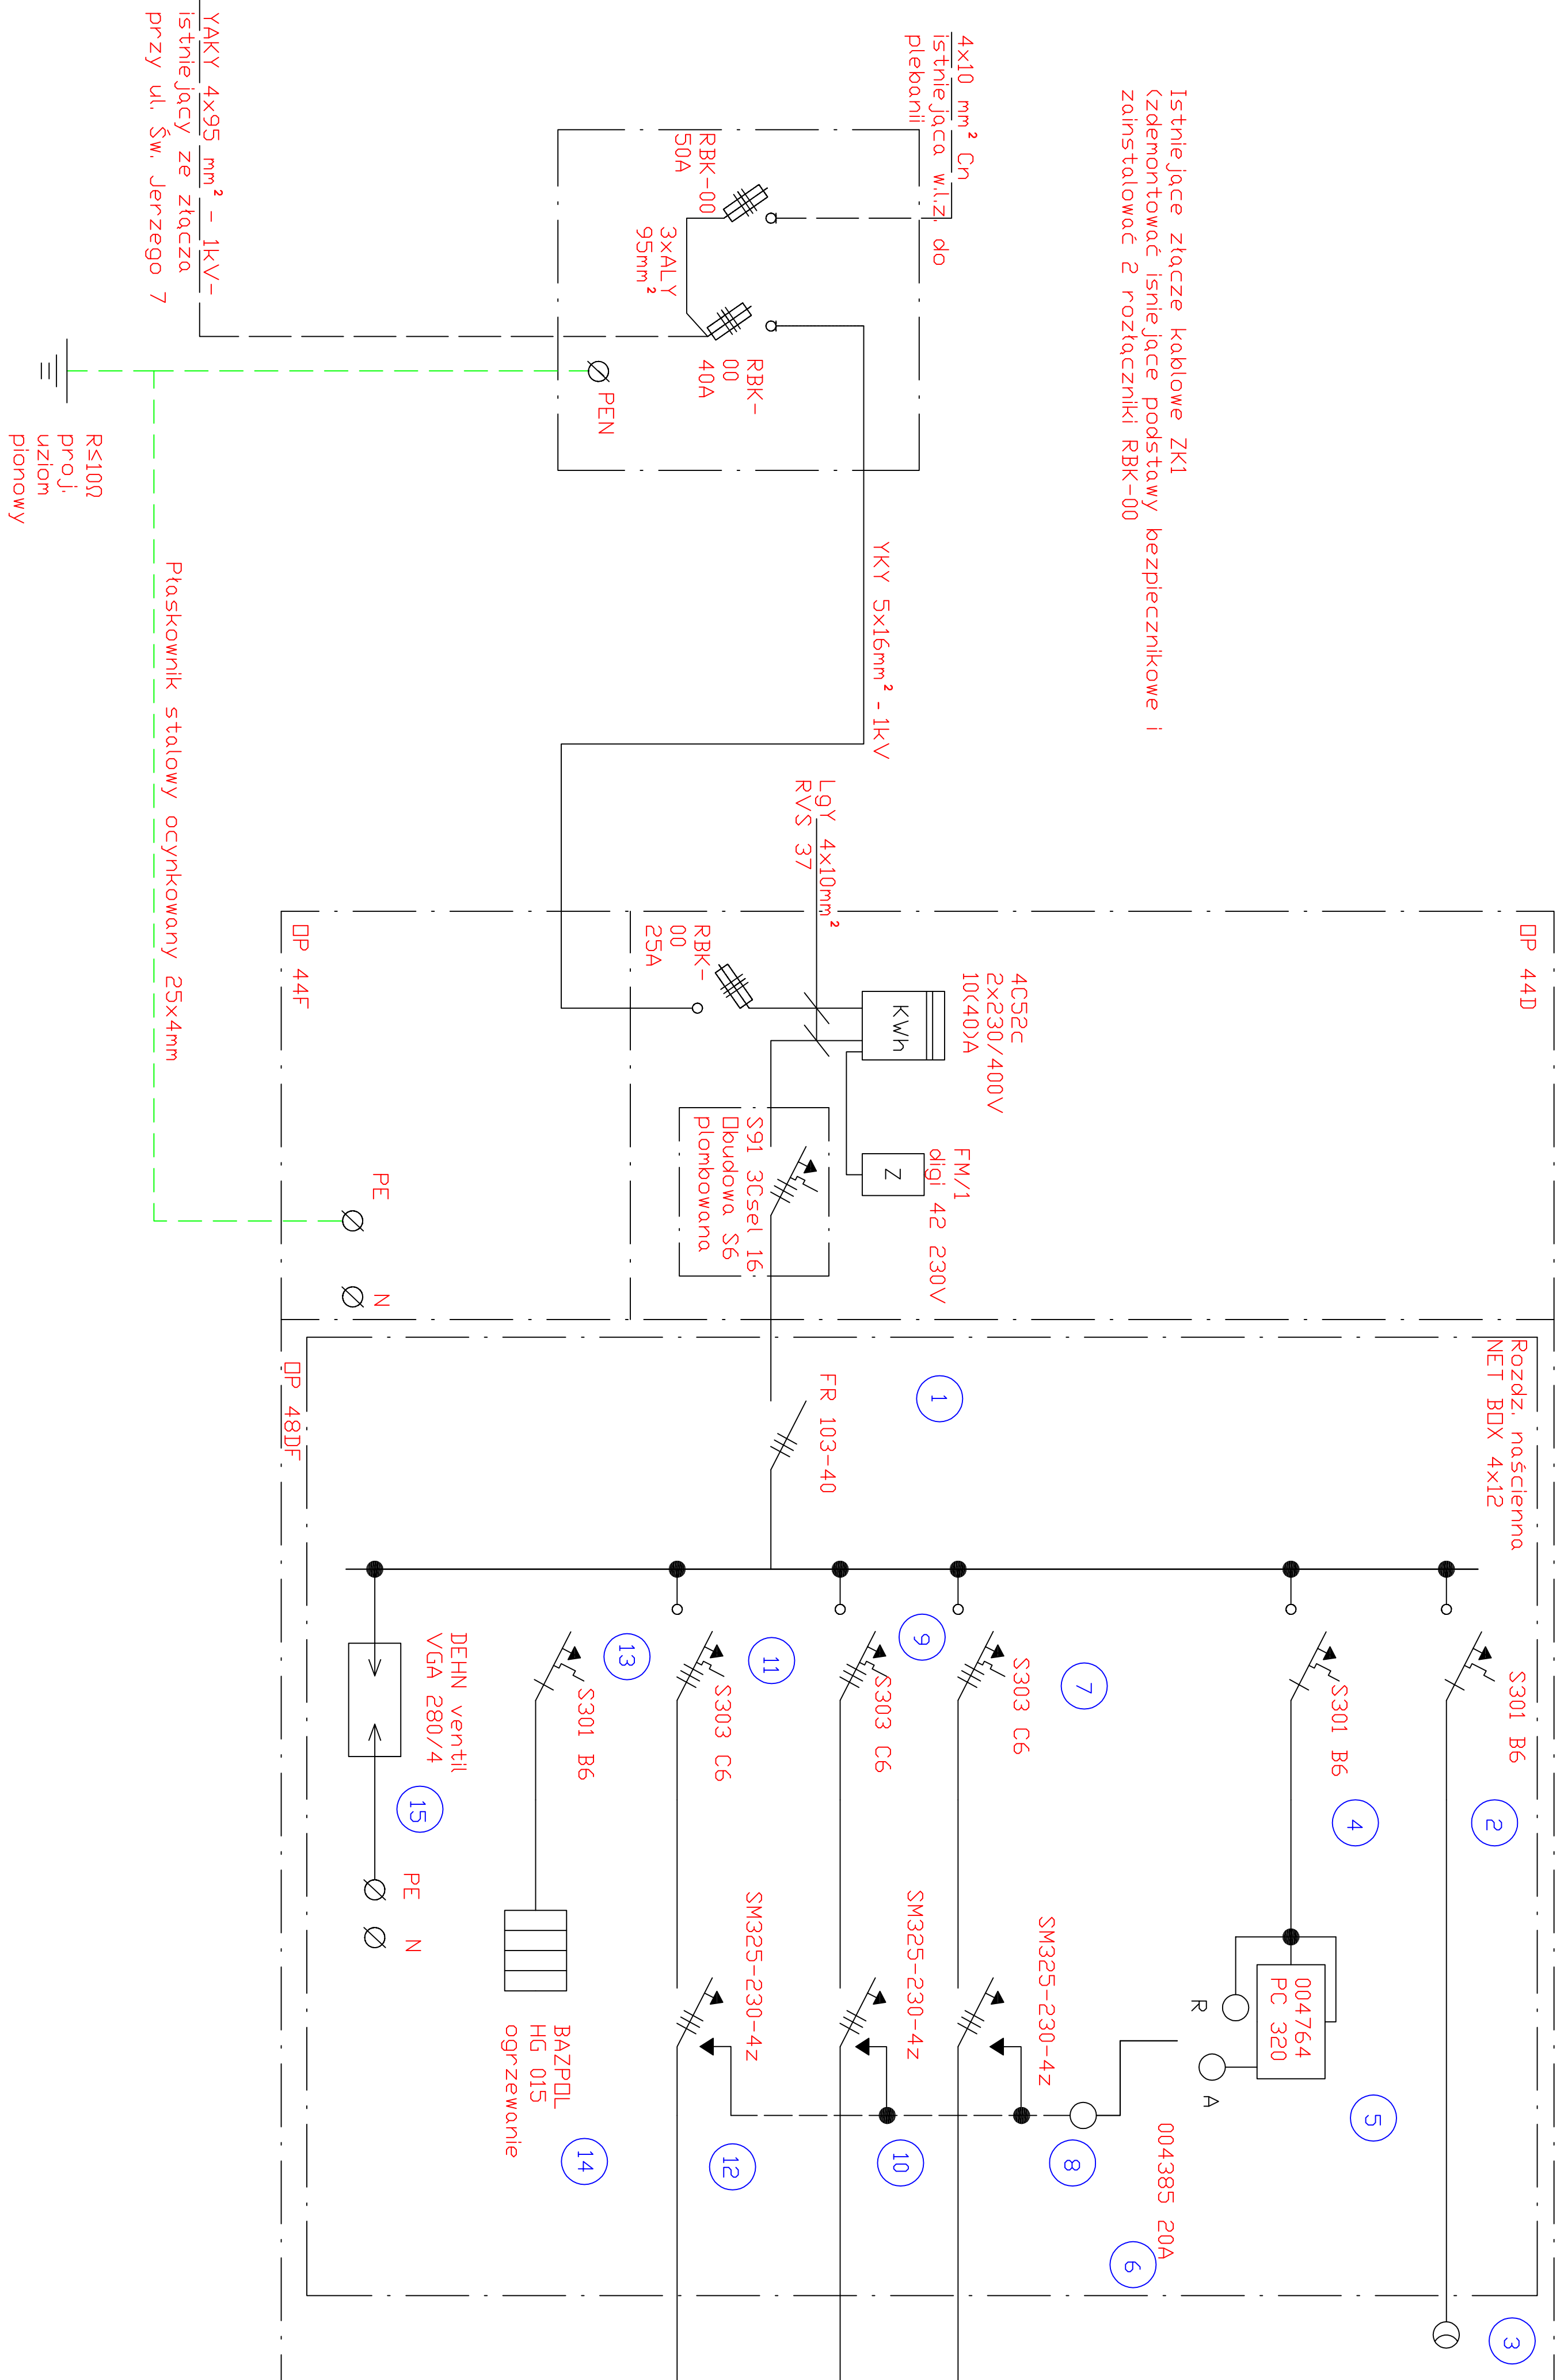 Istniejące złącze kablowe ZK1
(zdemontować isniejące podstawy bezpiecznikowe i
zainstalować 2 rozłączniki RBK-00
4x10 mm² Cn
istniejąca w.l.z. do
plebanii
RBK-00
50A
3xALY
95mm²
RBK-
00
40A
PEN
YAKY 4x95 mm² - 1kV-
istniejący ze złącza
przy ul. Św. Jerzego 7
R≤10Ω
proj.
uziom
pionowy
Płaskownik stalowy ocynkowany 25x4mm
YKY 5x16mm² - 1kV
LgY 4x10mm²
RVS 37
OP 44D
4C52c
2x230/400V
10(40)A
KWh
RBK-
00
25A
OP 44F
FM/1
digi 42 230V
Z
S91 3Csel 16
Obudowa S6
plombowana
PE
N
Rozdz. naścienna
NET BOX 4x12
OP 48DF
1
FR 103-40
S301 B6
2
3
S301 B6
4
004764
PC 320
R
A
5
004385 20A
6
S303 C6
7
SM325-230-4z
8
S303 C6
9
SM325-230-4z
10
S303 C6
11
SM325-230-4z
12
S301 B6
13
BAZPOL
HG 015
ogrzewanie
14
DEHN ventil
VGA 280/4
15
PE
N